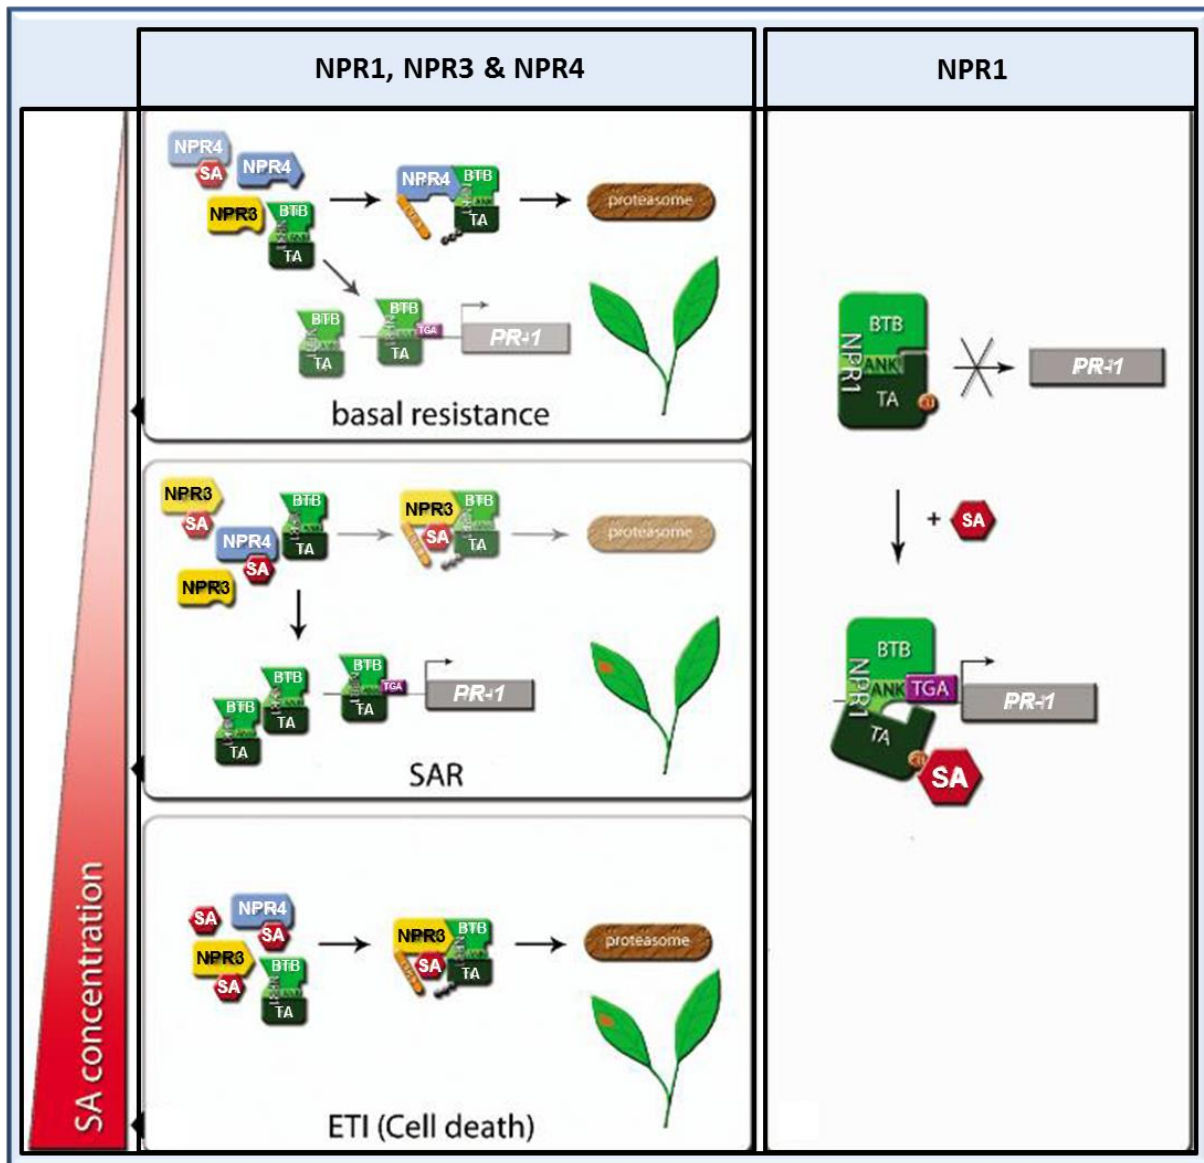 NPR1, NPR3 & NPR4
NPR1
SA concentration
NPR4
SA
NPR4
NPR3
BTB
TA
NPR4
BTB
TA
proteasome
BTB
TA
BTB
TA
TGA
PR-1
basal resistance
NPR3
SA
NPR4
SA
NPR3
BTB
TA
NPR3
SA
BTB
TA
proteasome
BTB
TA
BTB
TA
BTB
TA
TGA
PR-1
SAR
SA
NPR4
SA
NPR3
SA
BTB
TA
NPR3
SA
BTB
TA
proteasome
ETI (Cell death)
BTB
NPR1
ANK
TA
Cu
PR-1
+ SA
BTB
NPR1
ANK
TGA
TA
Cu
SA
PR-1